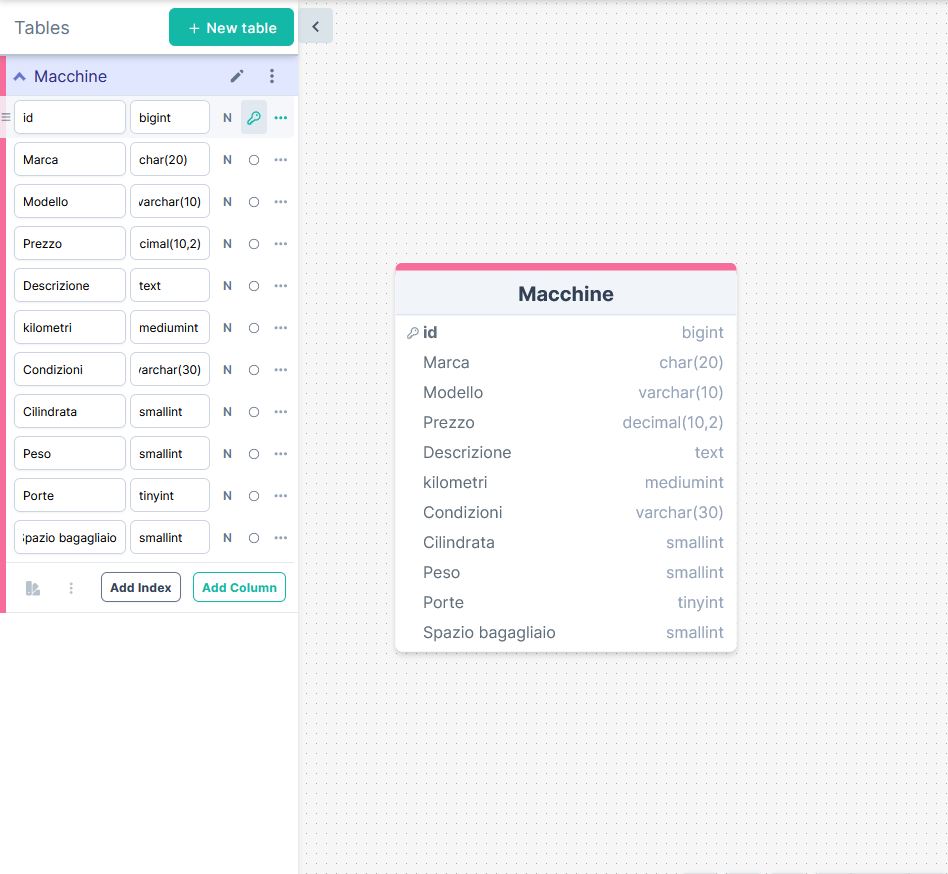 Tables
+ New table
Macchine
id bigint N
Marca char(20) N
Modello varchar(10) N
Prezzo cimal(10,2) N
Descrizione text N
kilometri mediumint N
Condizioni varchar(30) N
Cilindrata smallint N
Peso smallint N
Porte tinyint N
Spazio bagagliaio smallint N
Add Index Add Column
Macchine
id bigint
Marca char(20)
Modello varchar(10)
Prezzo decimal(10,2)
Descrizione text
kilometri mediumint
Condizioni varchar(30)
Cilindrata smallint
Peso smallint
Porte tinyint
Spazio bagagliaio smallint